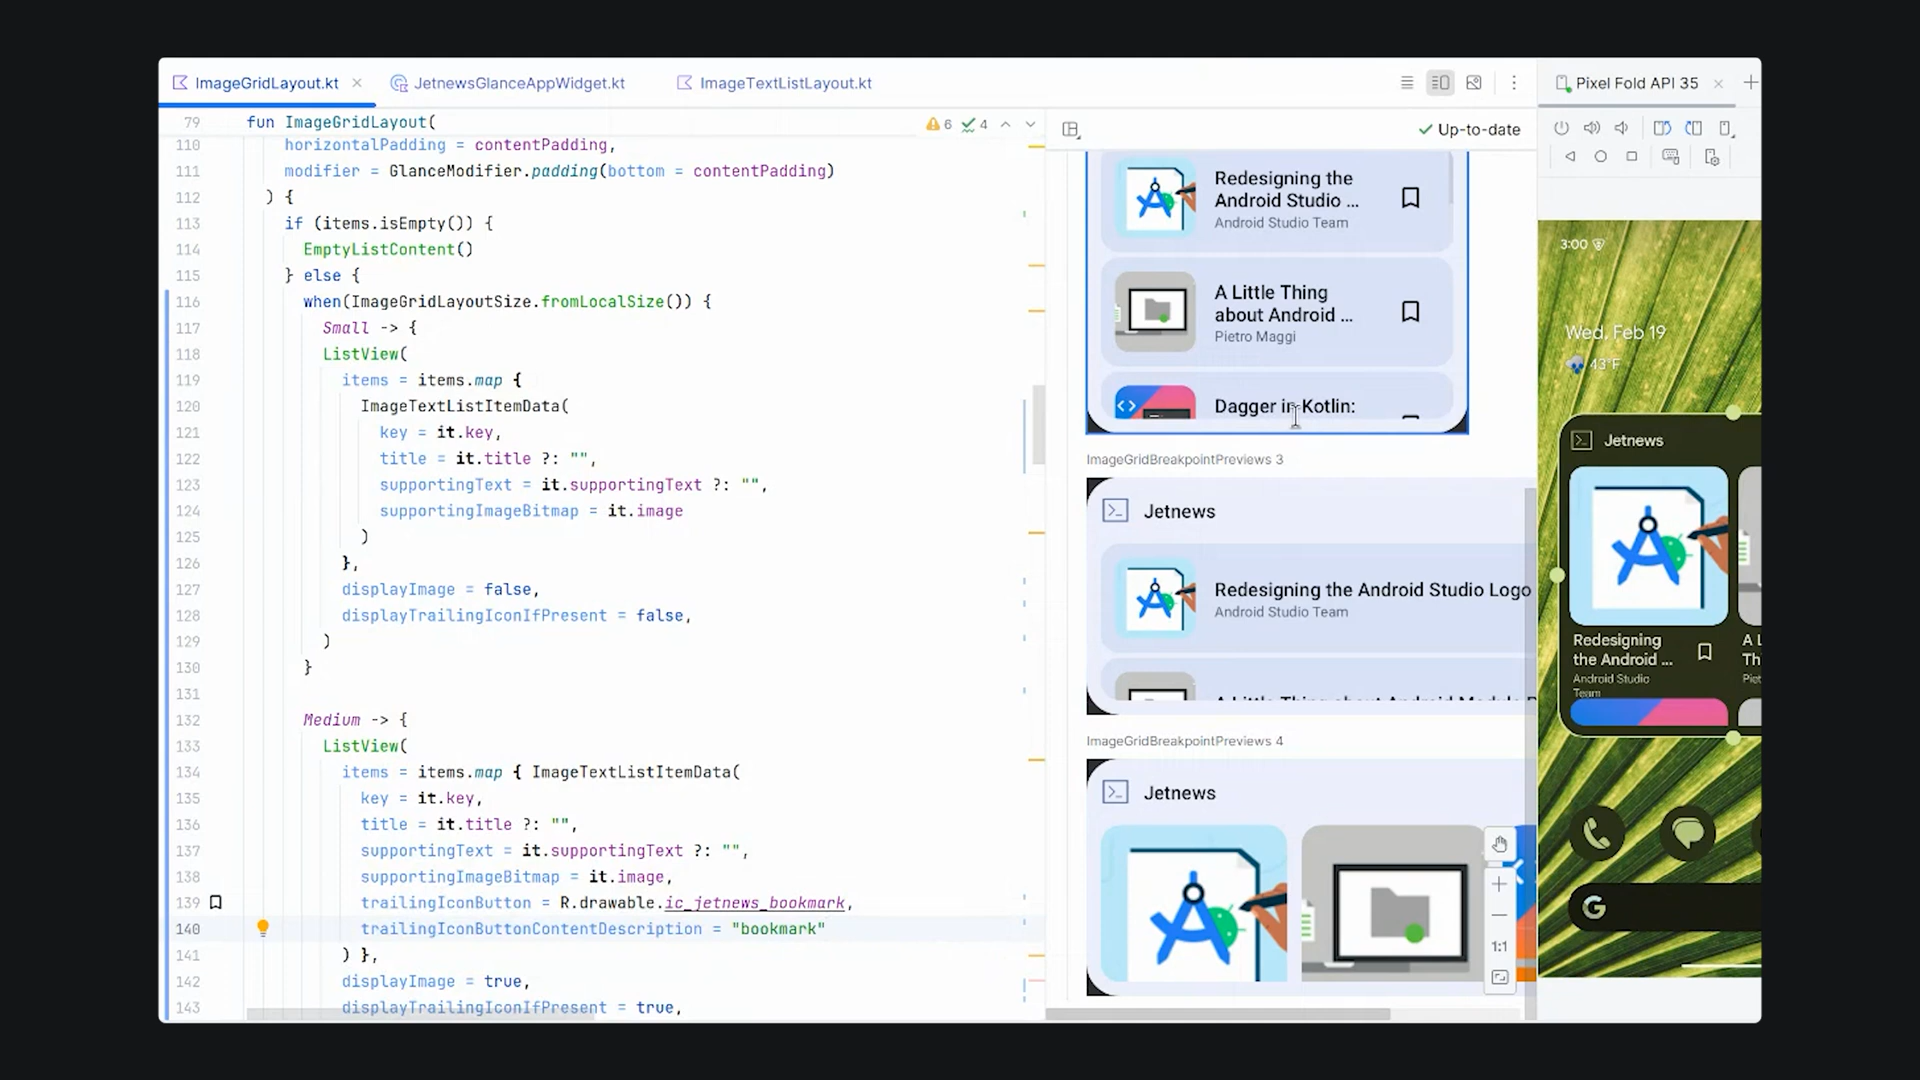 ImageGridLayout.kt
JetnewsGlanceAppWidget.kt
ImageTextListLayout.kt
Pixel Fold API 35
79 fun ImageGridLayout(
6 4
110 horizontalPadding = contentPadding,
111 modifier = GlanceModifier.padding(bottom = contentPadding)
112 ) {
113 if (items.isEmpty()) {
114 EmptyListContent()
115 } else {
116 when(ImageGridLayoutSize.fromLocalSize()) {
117 Small -> {
118 ListView(
119 items = items.map {
120 ImageTextListItemData(
121 key = it.key,
122 title = it.title ?: "",
123 supportingText = it.supportingText ?: "",
124 supportingImageBitmap = it.image
125 )
126 },
127 displayImage = false,
128 displayTrailingIconIfPresent = false,
129 )
130 }
131
132 Medium -> {
133 ListView(
134 items = items.map { ImageTextListItemData(
135 key = it.key,
136 title = it.title ?: "",
137 supportingText = it.supportingText ?: "",
138 supportingImageBitmap = it.image,
139 trailingIconButton = R.drawable.ic_jetnews_bookmark,
140 trailingIconButtonContentDescription = "bookmark"
141 ) },
142 displayImage = true,
143 displayTrailingIconIfPresent = true,
Up-to-date
Redesigning the
Android Studio ...
Android Studio Team
A Little Thing
about Android ...
Pietro Maggi
Dagger in Kotlin:
ImageGridBreakpointPreviews 3
Jetnews
Redesigning the Android Studio Logo
Android Studio Team
A Little Thing about Android Module
ImageGridBreakpointPreviews 4
Jetnews
1:1
3:00
Wed, Feb 19
43°F
Jetnews
Redesigning
the Android ...
Android Studio
Team
A L
Th
Piet
G